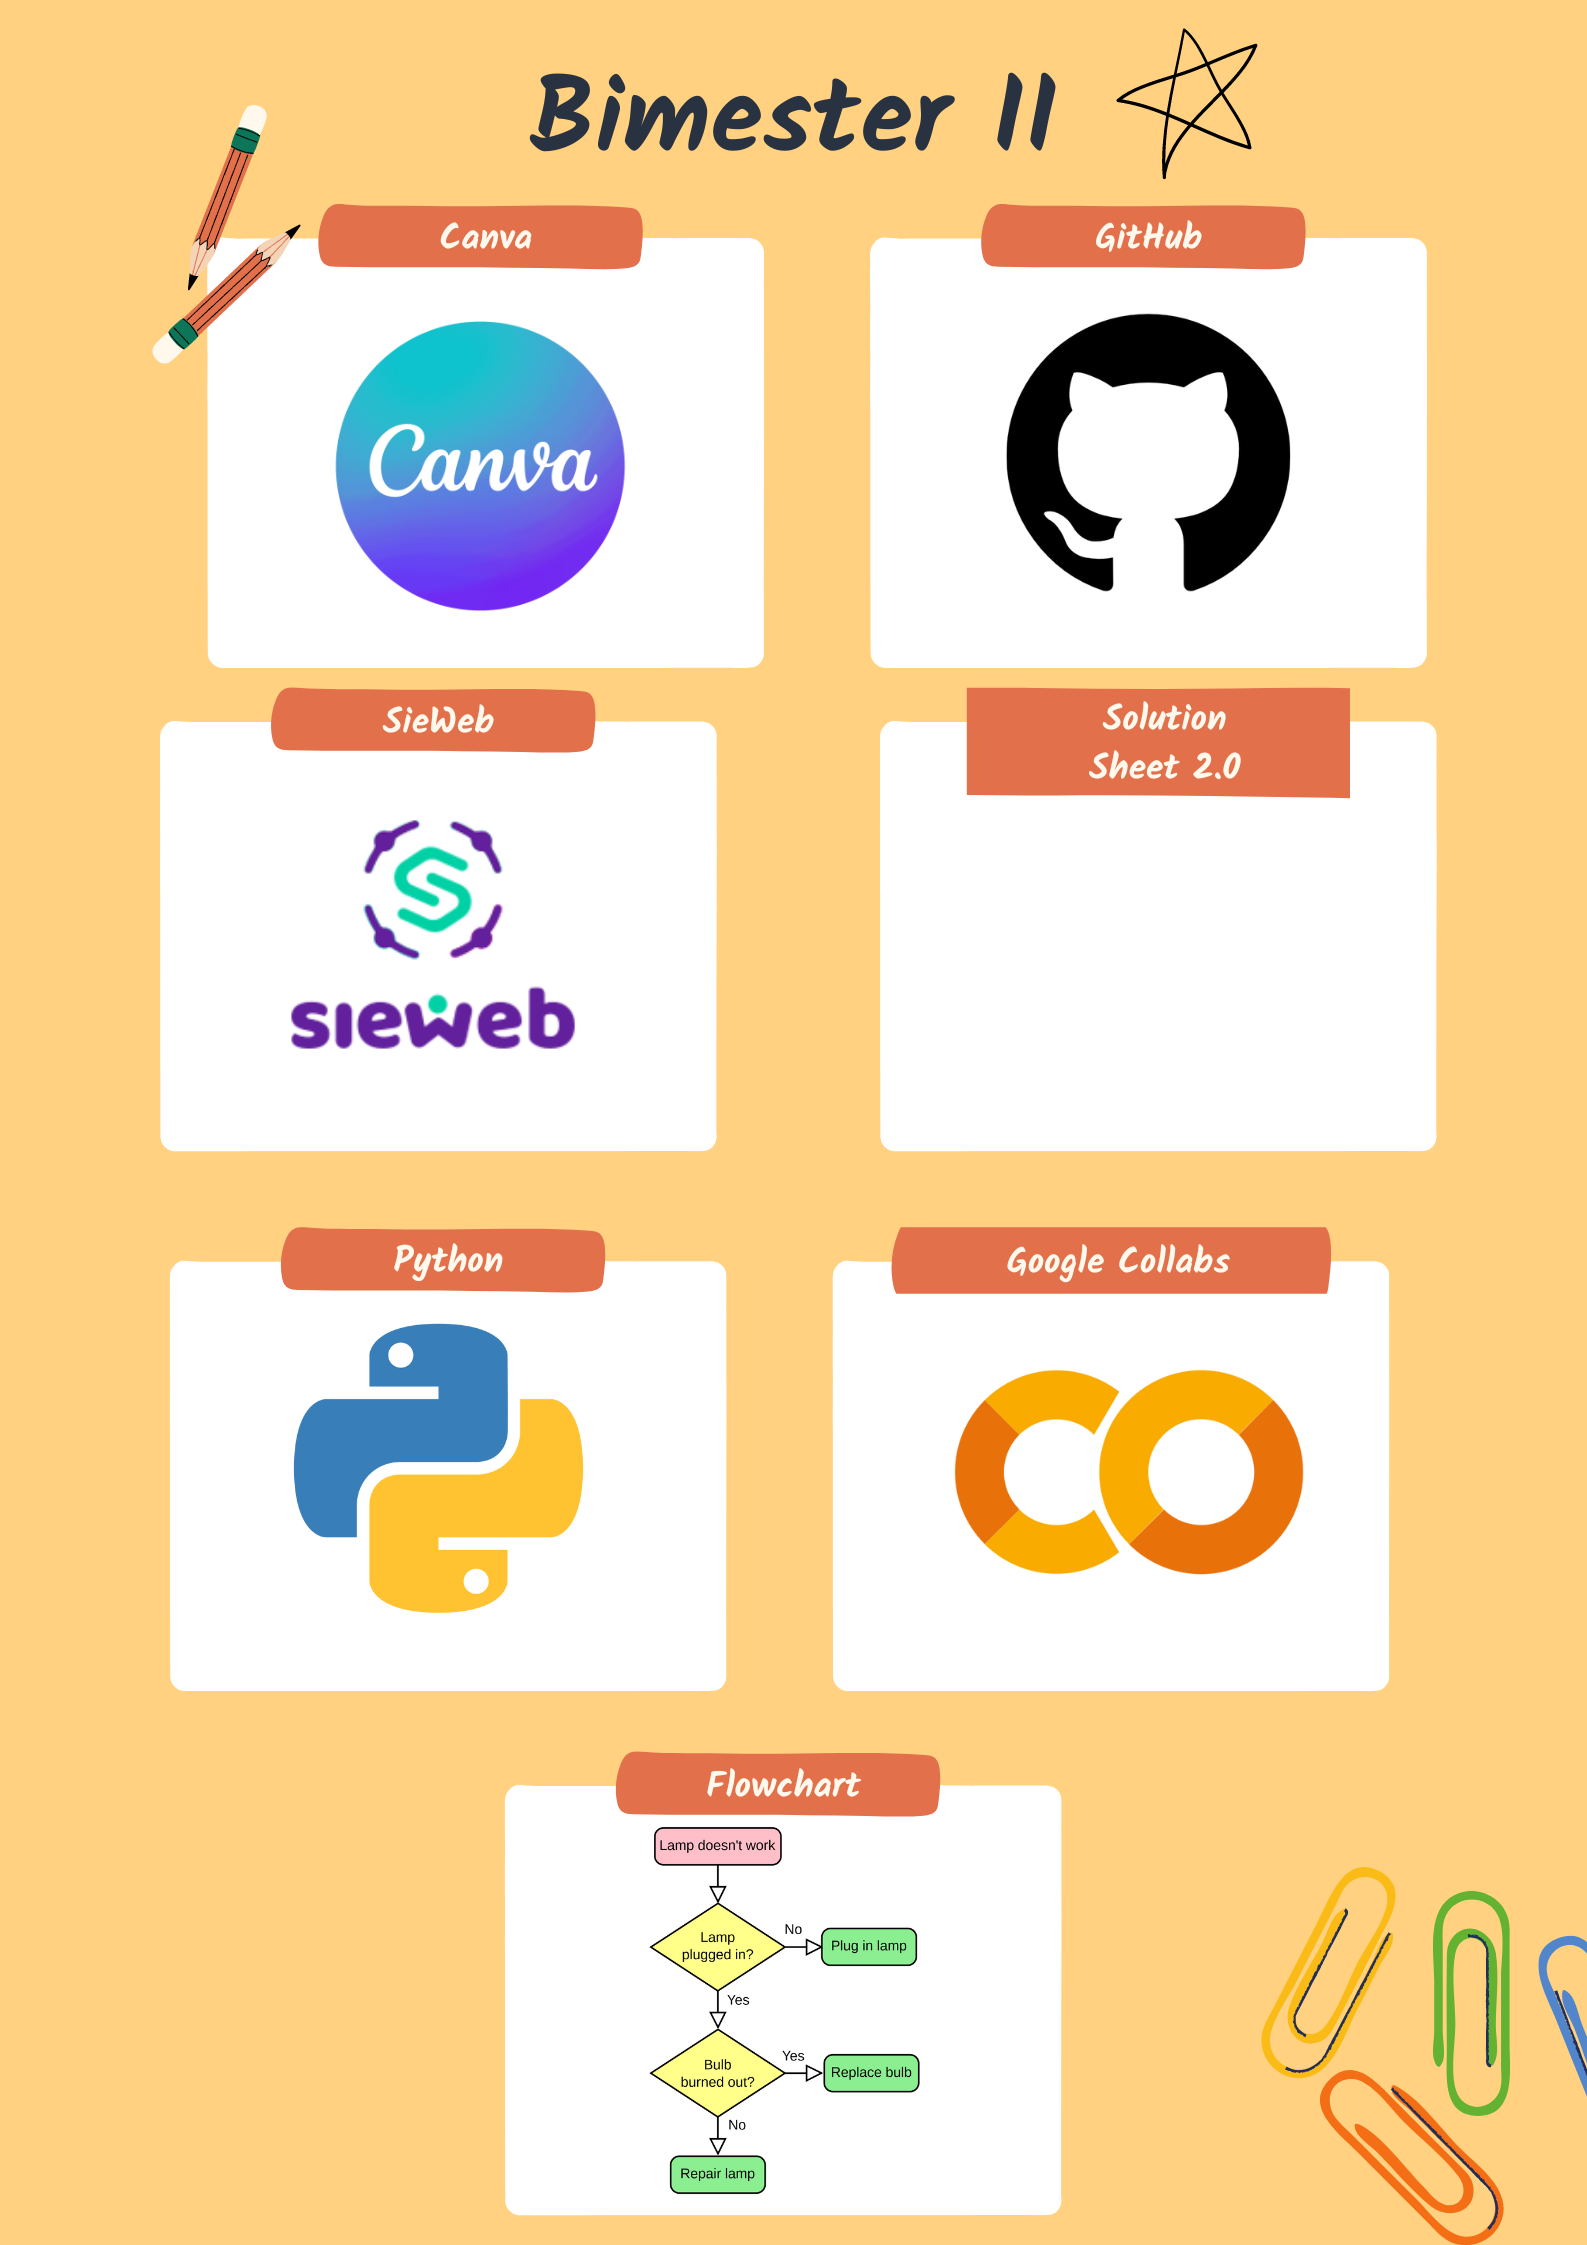 Bimester II
Canva
GitHub
Canva
SieWeb
Solution
Sheet 2.0
sieweb
Python
Google Collabs
Flowchart
Lamp doesn't work
Lamp
plugged in?
No
Plug in lamp
Yes
Bulb
burned out?
Yes
Replace bulb
No
Repair lamp